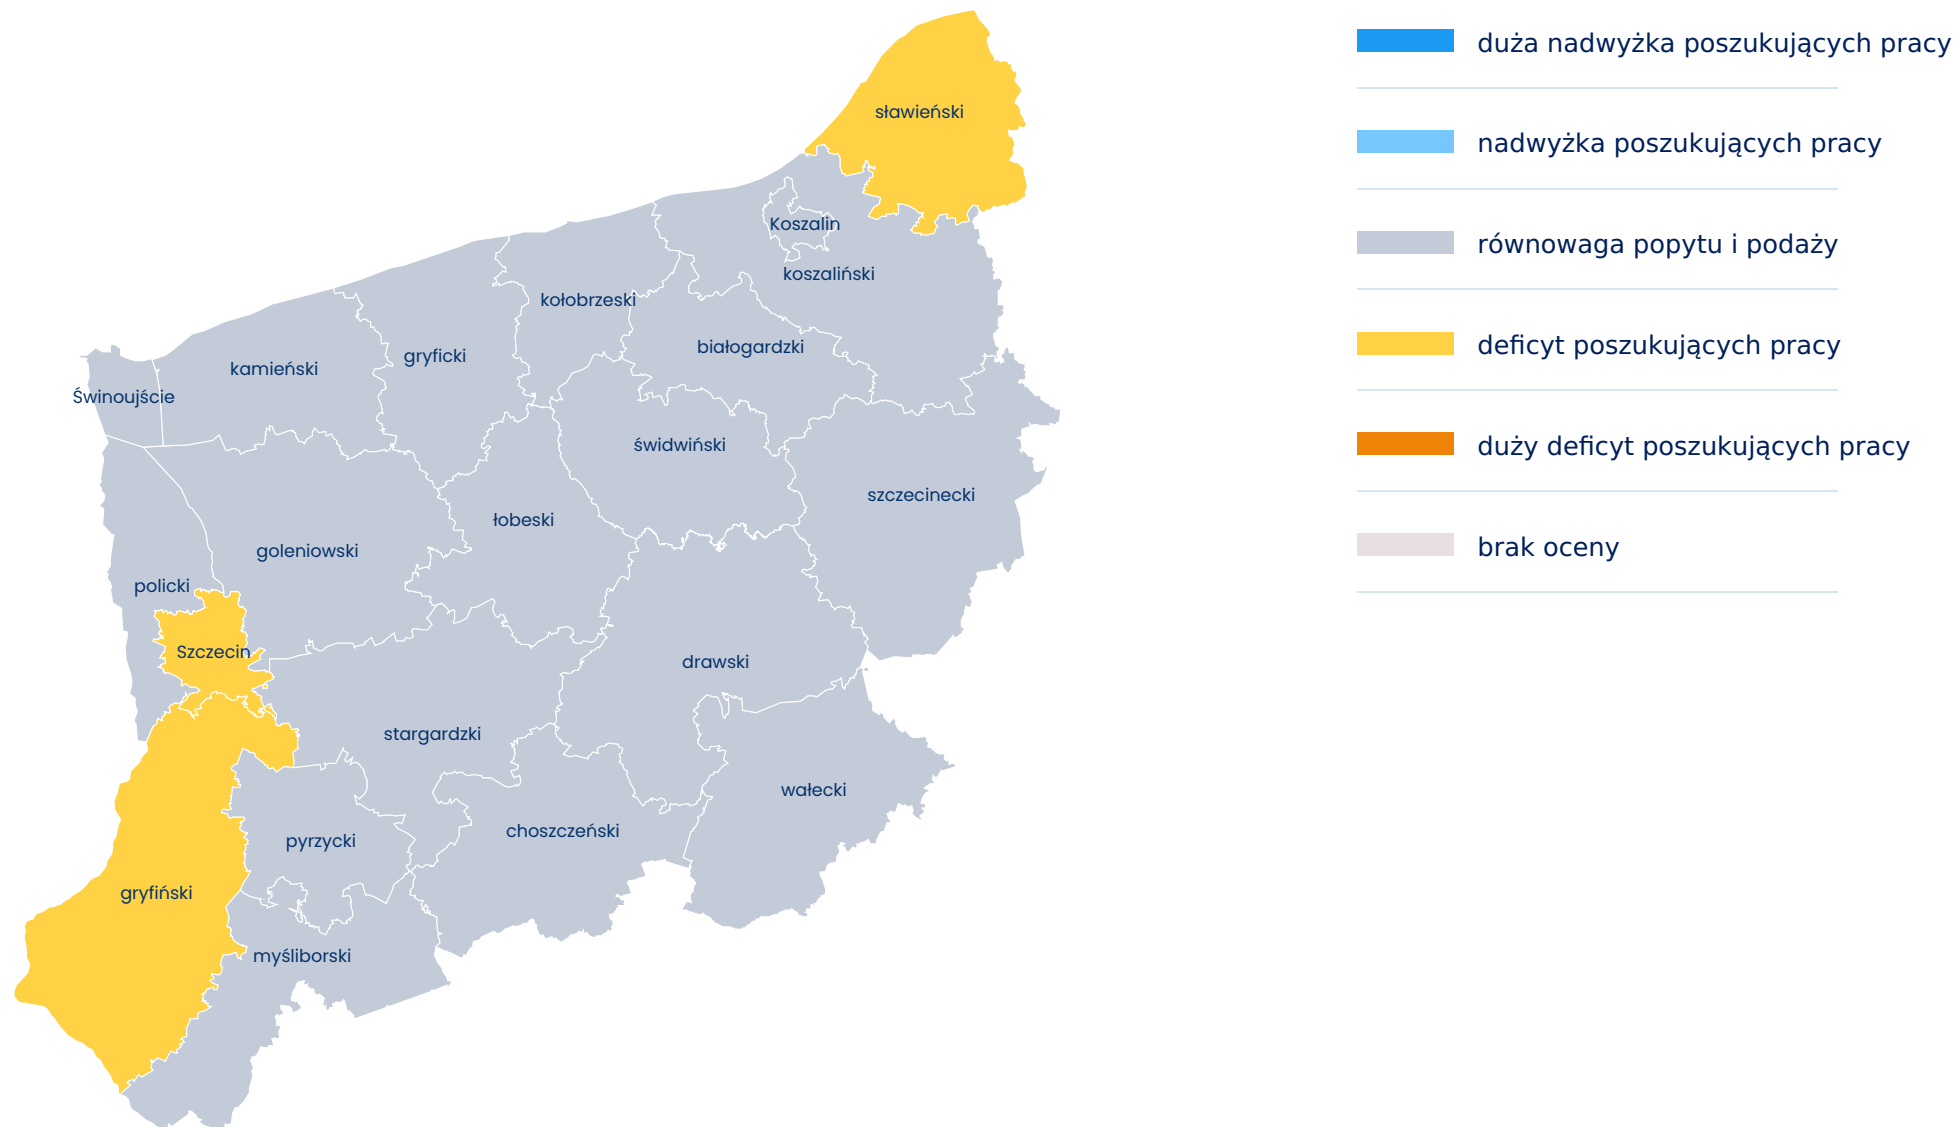 sławieński
Koszalin
koszaliński
kołobrzeski
białogardzki
gryficki
kamieński
Świnoujście
świdwiński
szczecinecki
łobeski
goleniowski
policki
Szczecin
drawski
stargardzki
wałecki
choszczeński
pyrzycki
gryfiński
myśliborski
duża nadwyżka poszukujących pracy
nadwyżka poszukujących pracy
równowaga popytu i podaży
deficyt poszukujących pracy
duży deficyt poszukujących pracy
brak oceny